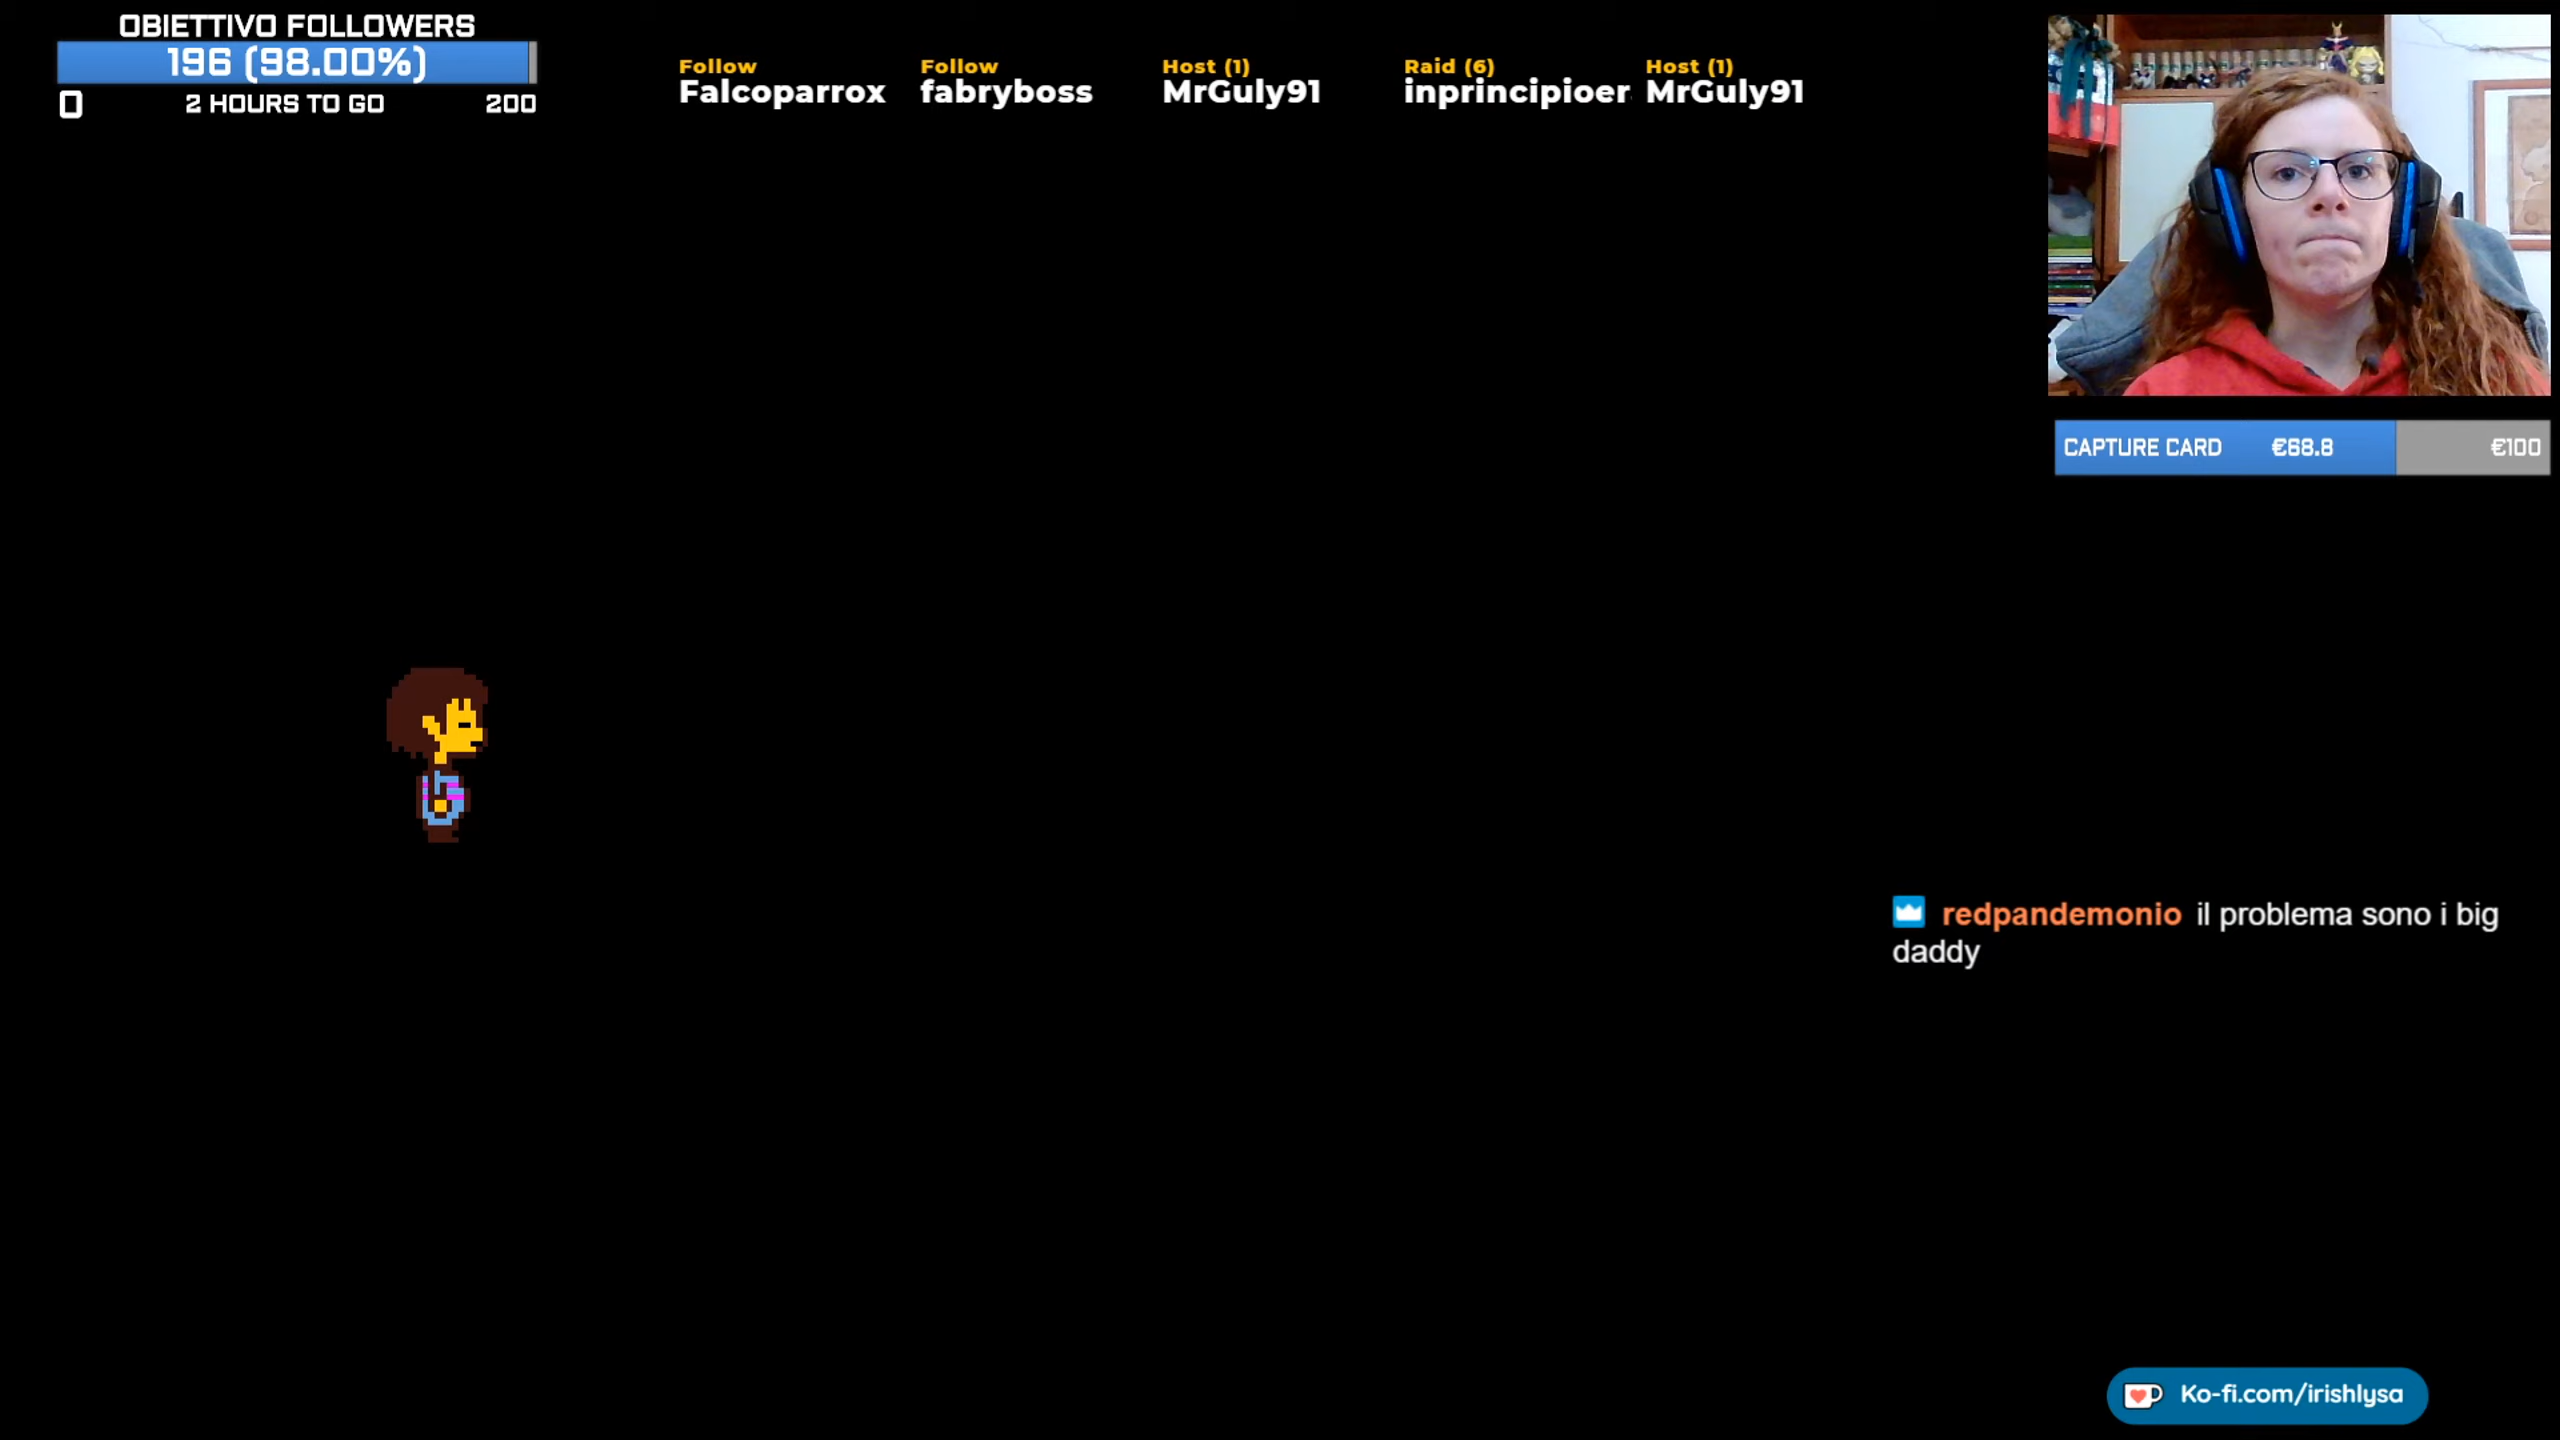 OBIETTIVO FOLLOWERS
196 (98.00%)
0 2 HOURS TO GO 200
Follow Follow Host (1) Raid (6) Host (1)
Falcoparrox fabryboss MrGuly91 inprincipioer MrGuly91
CAPTURE CARD €68.8 €100
redpandemonio il problema sono i big
daddy
Ko-fi.com/irishlysa